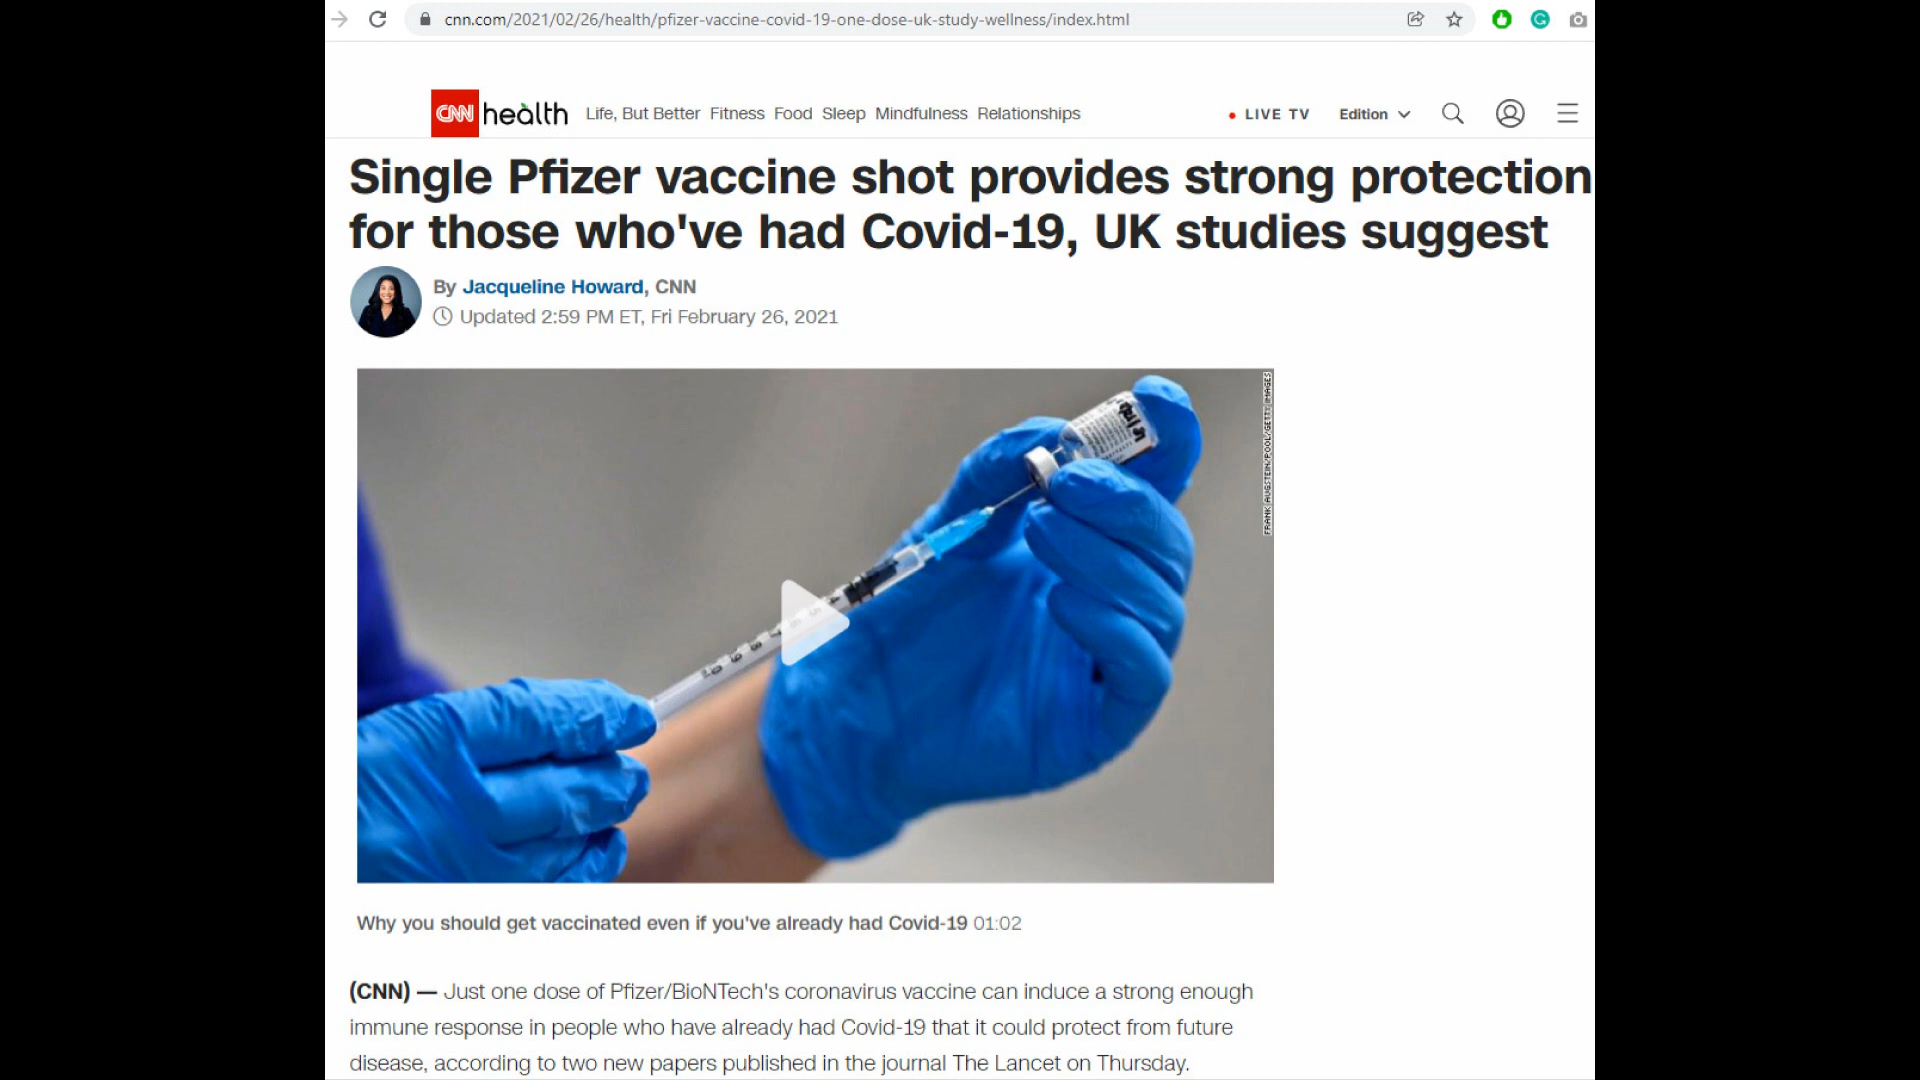 cnn.com/2021/02/26/health/pfizer-vaccine-covid-19-one-dose-uk-study-wellness/index.html
CNN health Life, But Better Fitness Food Sleep Mindfulness Relationships LIVE TV Edition
Single Pfizer vaccine shot provides strong protection
for those who've had Covid-19, UK studies suggest
By Jacqueline Howard, CNN
Updated 2:59 PM ET, Fri February 26, 2021
FRANK AUGSTEIN/POOL/GETTY IMAGES
Why you should get vaccinated even if you've already had Covid-19 01:02
(CNN) — Just one dose of Pfizer/BioNTech's coronavirus vaccine can induce a strong enough
immune response in people who have already had Covid-19 that it could protect from future
disease, according to two new papers published in the journal The Lancet on Thursday.